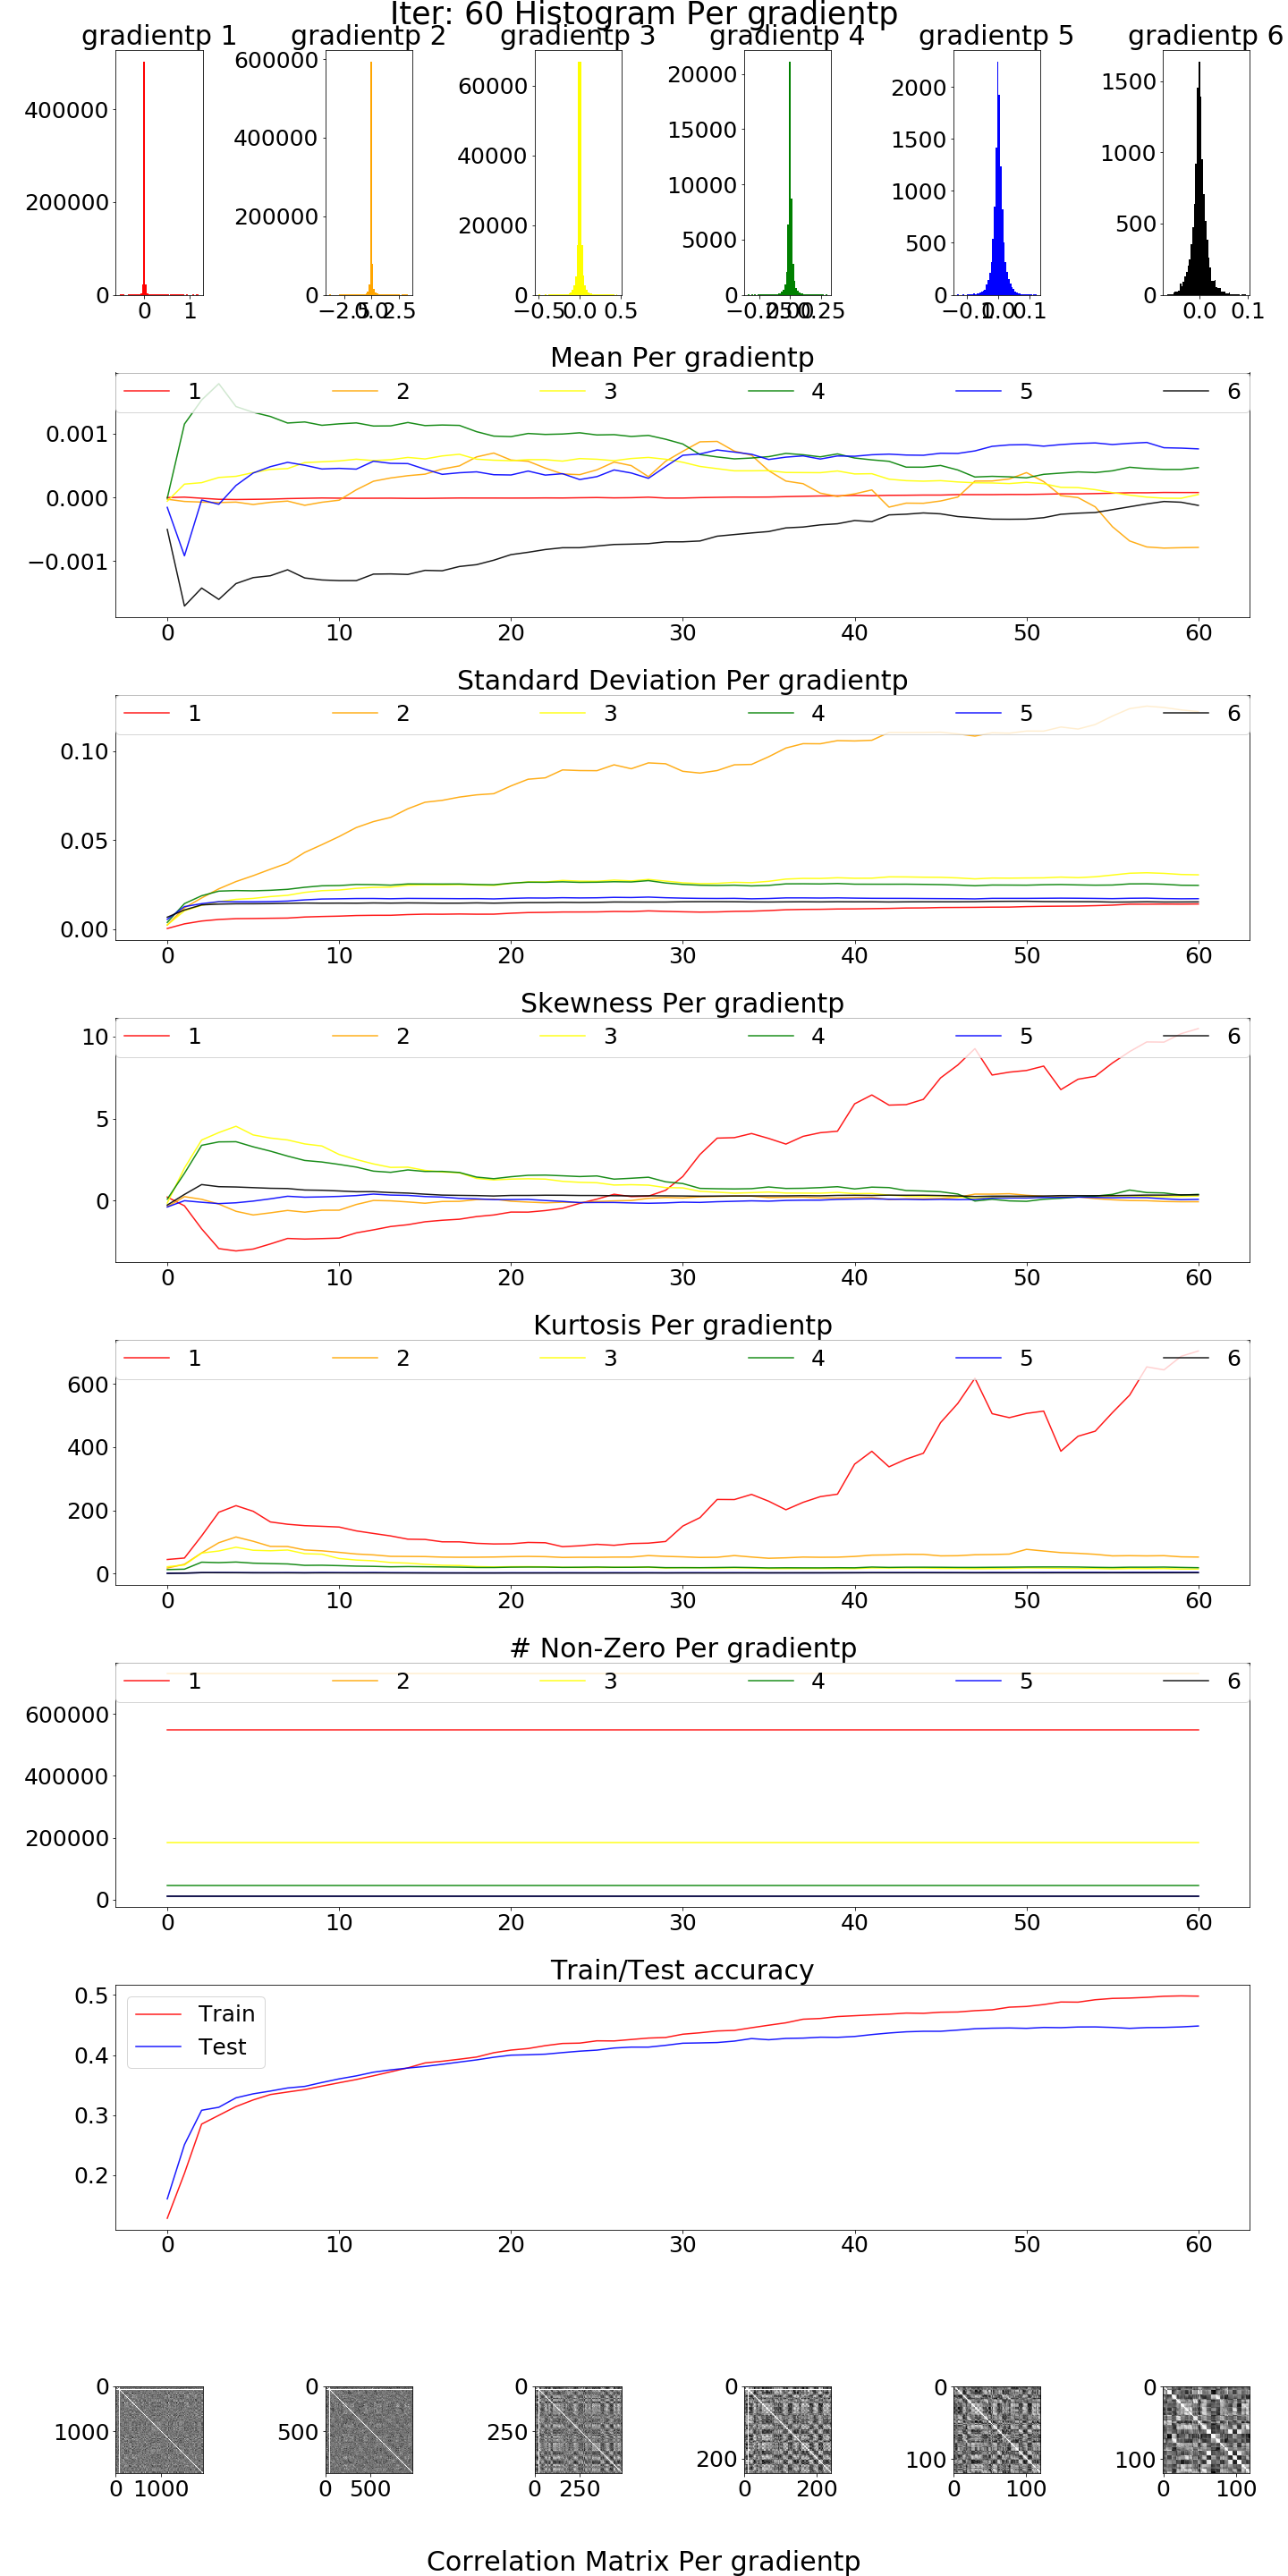 Iter: 60 Histogram Per gradientp
gradientp 1 gradientp 2 gradientp 3 gradientp 4 gradientp 5 gradientp 6
400000
200000
0
0 1
600000
400000
200000
0
−2.5 0.0 2.5
60000
40000
20000
0
−0.5 0.0 0.5
20000
15000
10000
5000
0
−0.25 0.00 0.25
2000
1500
1000
500
0
−0.1 0.0 0.1
1500
1000
500
0
0.0 0.1
Mean Per gradientp
1 2 3 4 5 6
0.001
0.000
−0.001
0 10 20 30 40 50 60
Standard Deviation Per gradientp
1 2 3 4 5 6
0.10
0.05
0.00
0 10 20 30 40 50 60
Skewness Per gradientp
1 2 3 4 5 6
10
5
0
0 10 20 30 40 50 60
Kurtosis Per gradientp
1 2 3 4 5 6
600
400
200
0
0 10 20 30 40 50 60
# Non-Zero Per gradientp
1 2 3 4 5 6
600000
400000
200000
0
0 10 20 30 40 50 60
Train/Test accuracy
Train
Test
0.5
0.4
0.3
0.2
0 10 20 30 40 50 60
0
1000
0 1000
0
500
0 500
0
250
0 250
0
200
0 200
0
100
0 100
0
100
0 100
Correlation Matrix Per gradientp